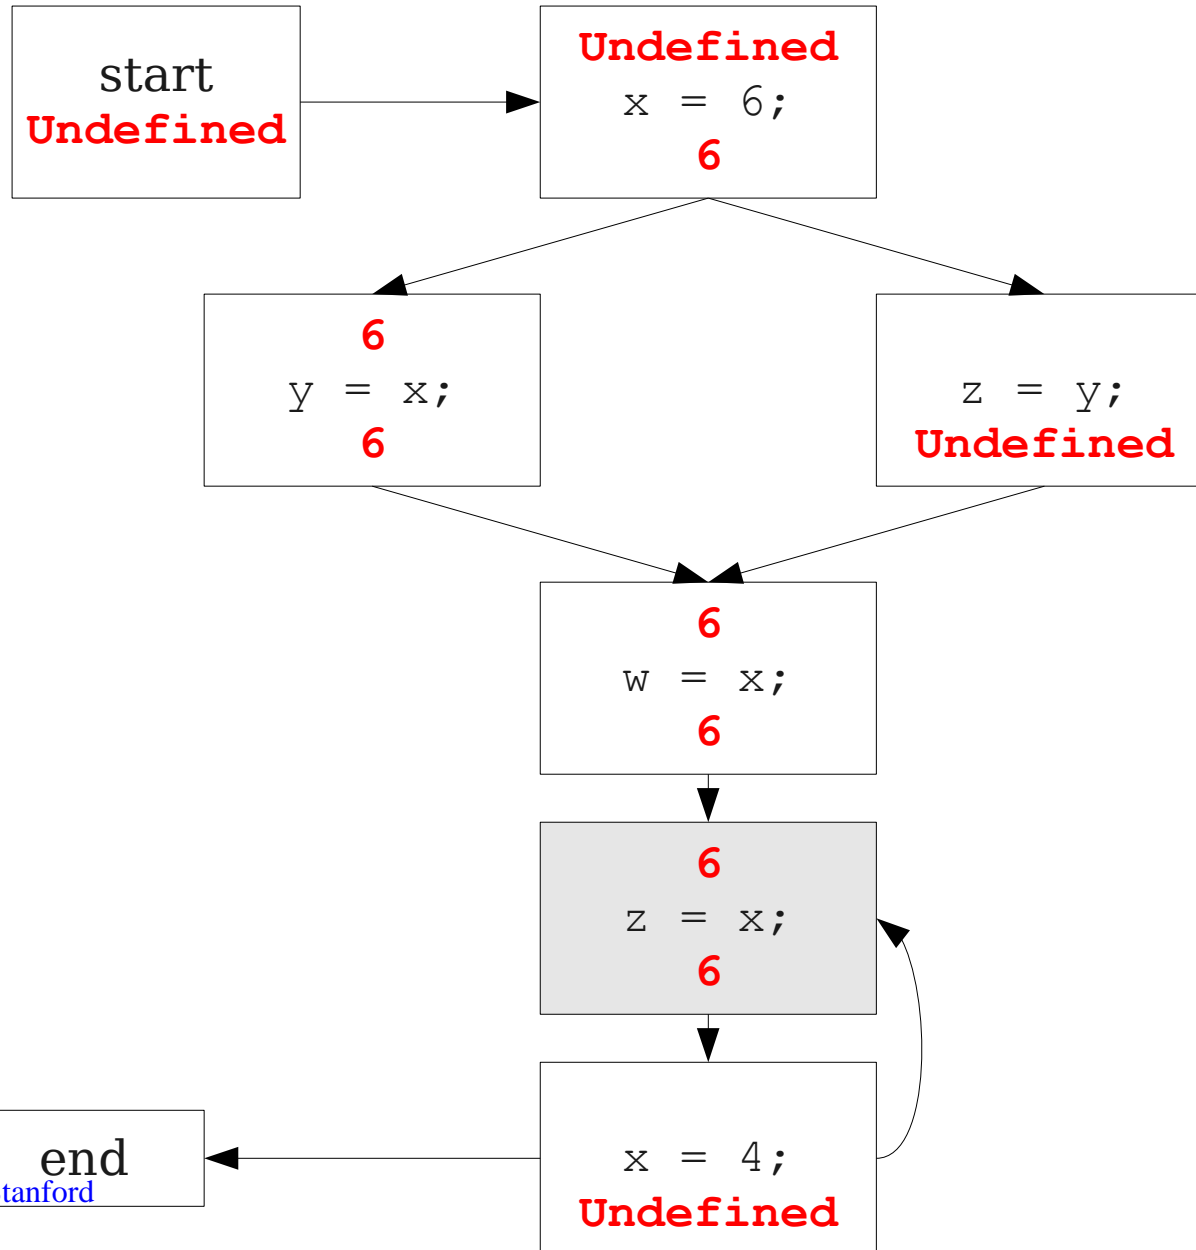 start
Undefined
Undefined
x = 6;
6
6
y = x;
6
z = y;
Undefined
6
w = x;
6
6
z = x;
6
x = 4;
Undefined
end
tanford